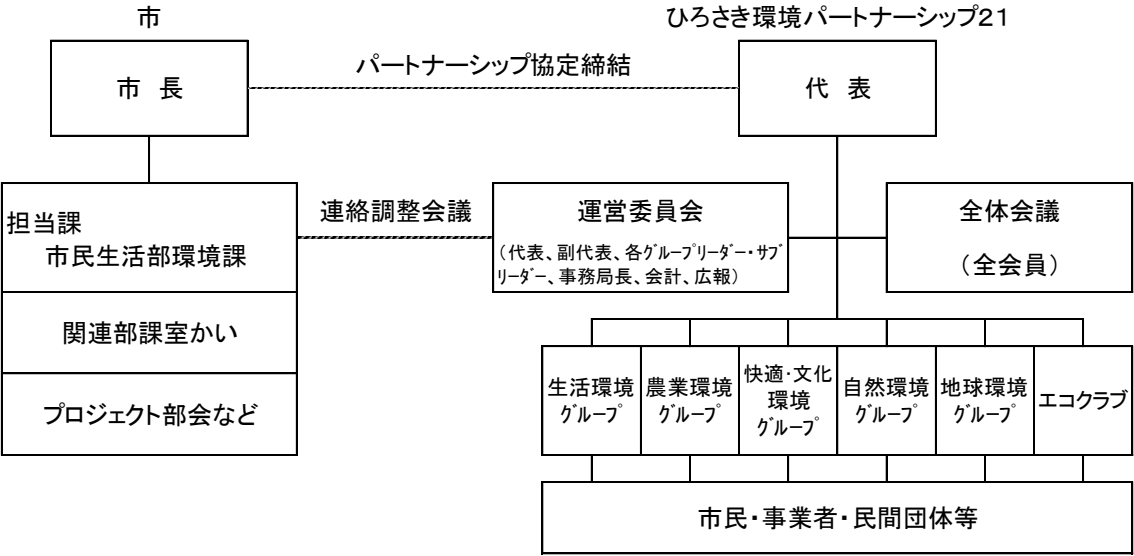 市
ひろさき環境パートナーシップ21
市 長
パートナーシップ協定締結
代 表
担当課
市民生活部環境課
連絡調整会議
運営委員会
(代表、副代表、各ｸﾞﾙｰﾌﾟﾘｰﾀﾞｰ・ｻﾌﾞ
ﾘｰﾀﾞｰ、事務局長、会計、広報)
全体会議
(全会員)
関連部課室かい
プロジェクト部会など
生活環境
ｸﾞﾙｰﾌﾟ
農業環境
ｸﾞﾙｰﾌﾟ
快適・文化
環境
ｸﾞﾙｰﾌﾟ
自然環境
ｸﾞﾙｰﾌﾟ
地球環境
ｸﾞﾙｰﾌﾟ
エコクラブ
市民・事業者・民間団体等